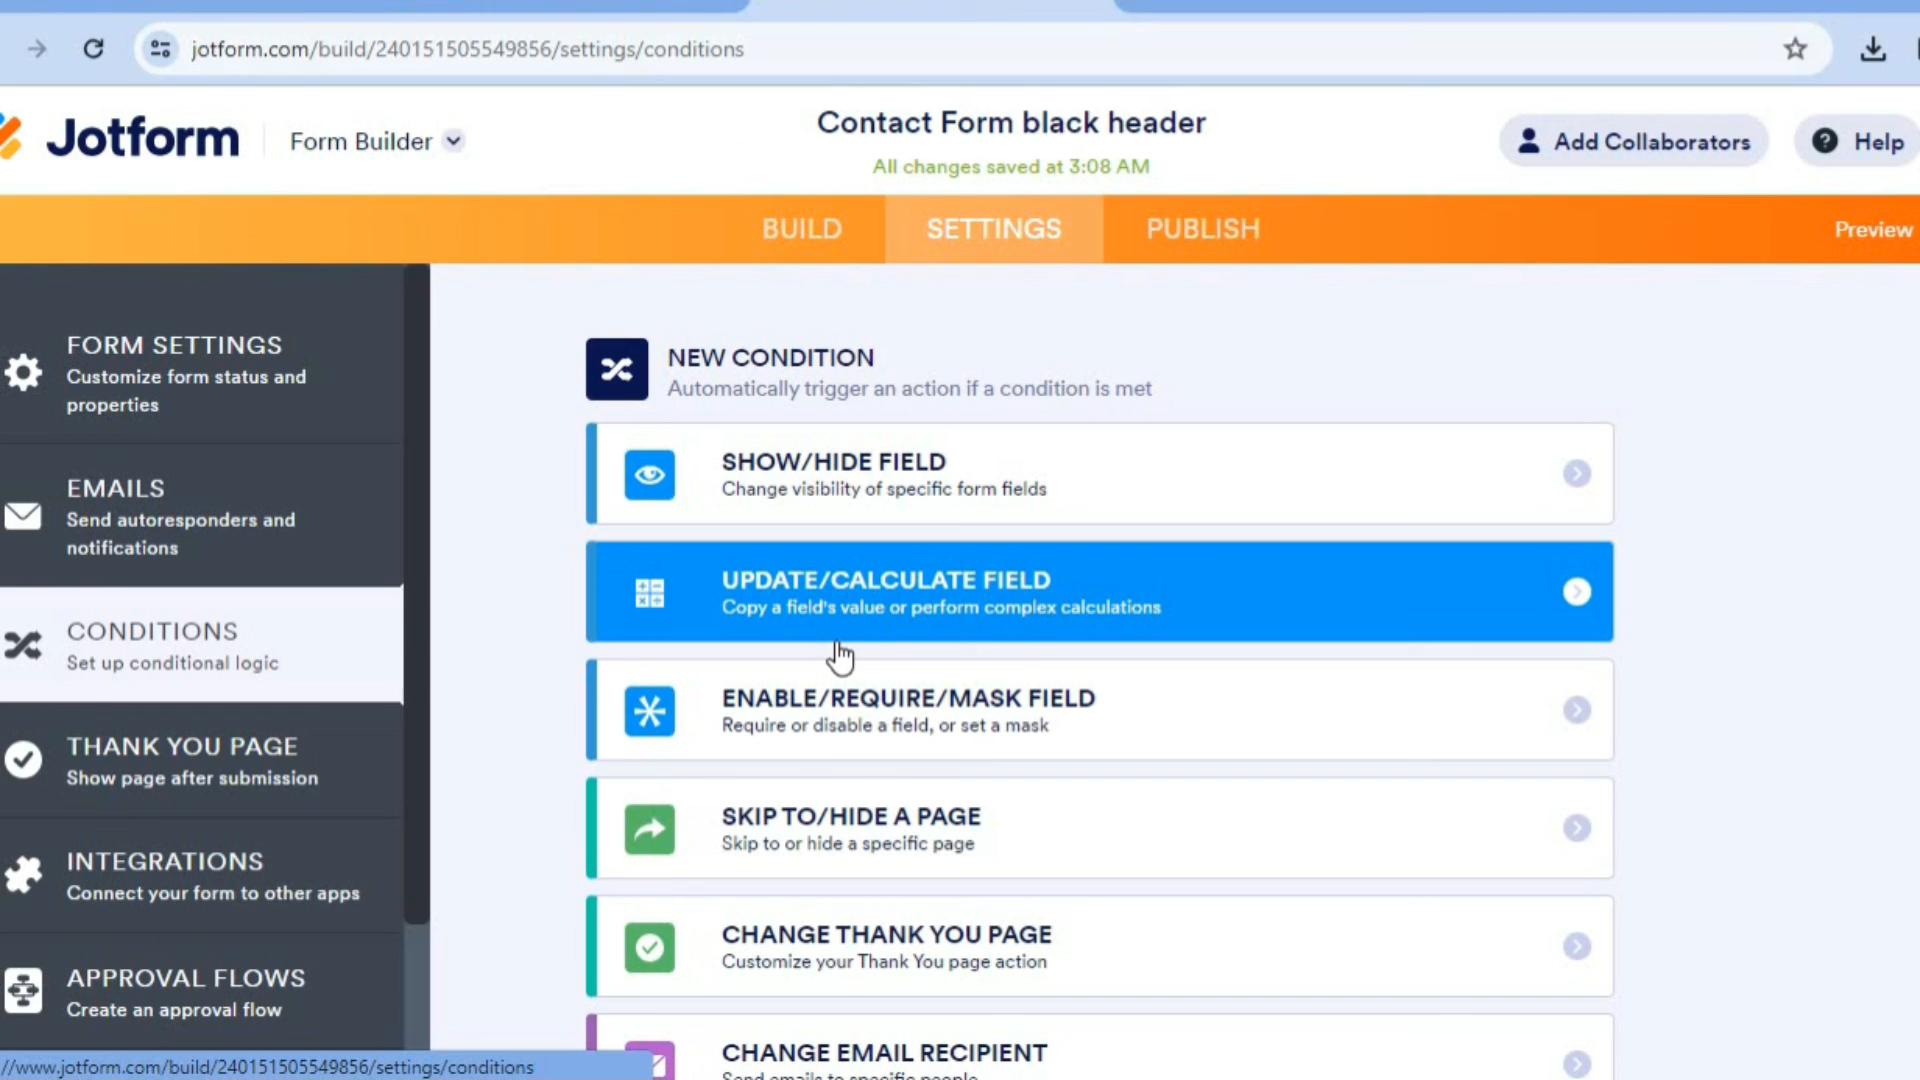 jotform.com/build/240151505549856/settings/conditions
Jotform
Form Builder
Contact Form black header
All changes saved at 3:08 AM
Add Collaborators
Help
BUILD
SETTINGS
PUBLISH
Preview
FORM SETTINGS
Customize form status and
properties
EMAILS
Send autoresponders and
notifications
CONDITIONS
Set up conditional logic
THANK YOU PAGE
Show page after submission
INTEGRATIONS
Connect your form to other apps
APPROVAL FLOWS
Create an approval flow
NEW CONDITION
Automatically trigger an action if a condition is met
SHOW/HIDE FIELD
Change visibility of specific form fields
UPDATE/CALCULATE FIELD
Copy a field's value or perform complex calculations
ENABLE/REQUIRE/MASK FIELD
Require or disable a field, or set a mask
SKIP TO/HIDE A PAGE
Skip to or hide a specific page
CHANGE THANK YOU PAGE
Customize your Thank You page action
CHANGE EMAIL RECIPIENT
Send emails to specific people
//www.jotform.com/build/240151505549856/settings/conditions